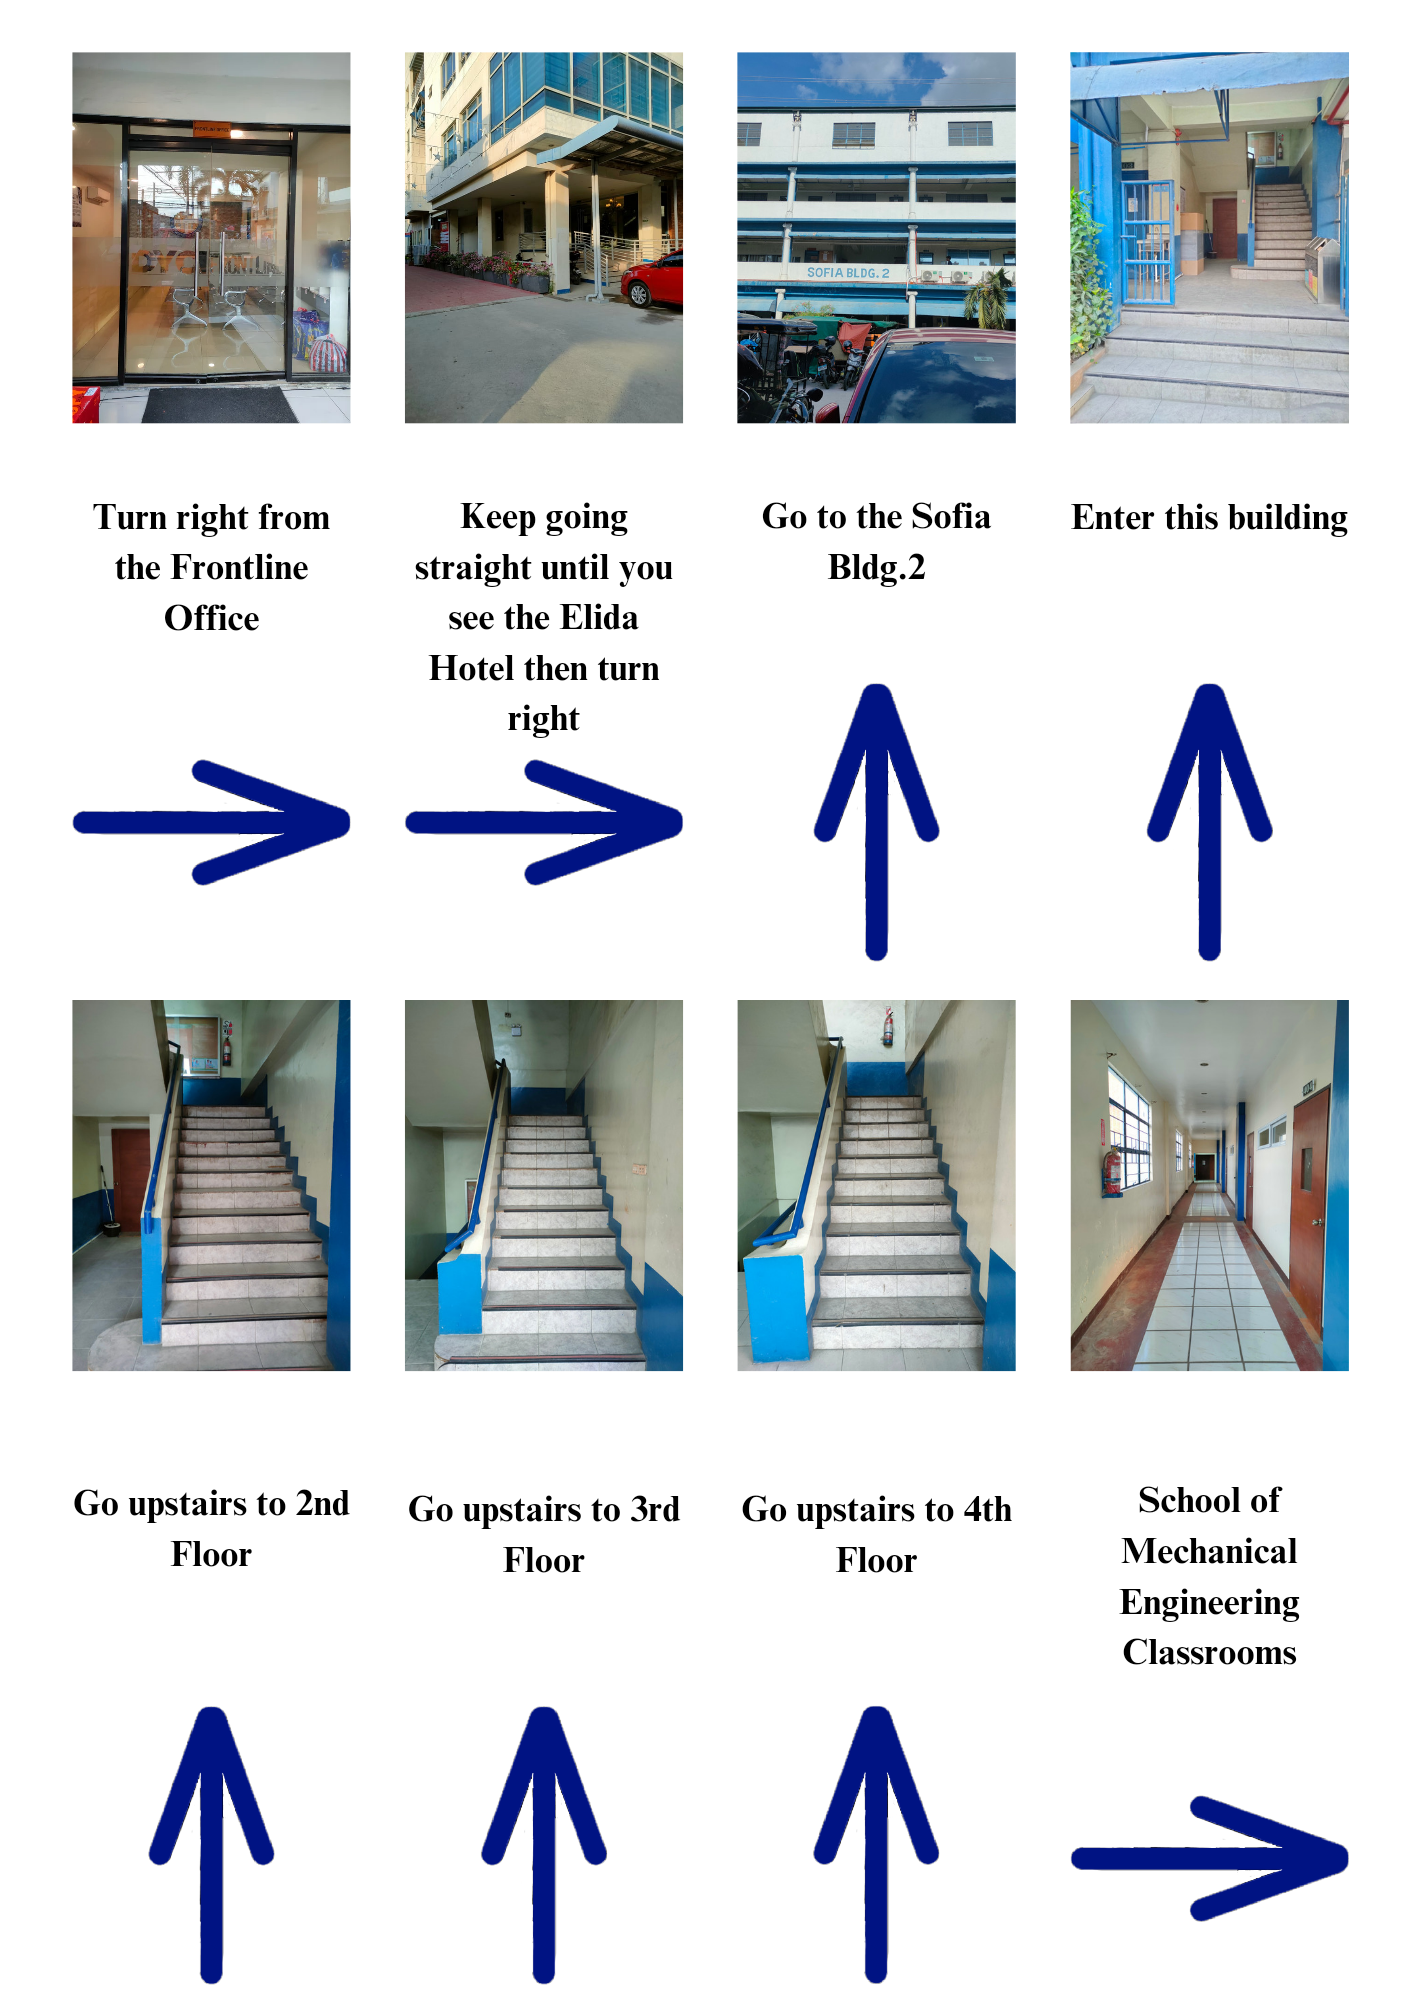 SOFIA BLDG. 2
Turn right from
the Frontline
Office
Keep going
straight until you
see the Elida
Hotel then turn
right
Go to the Sofia
Bldg.2
Enter this building
Go upstairs to 2nd
Floor
Go upstairs to 3rd
Floor
Go upstairs to 4th
Floor
School of
Mechanical
Engineering
Classrooms